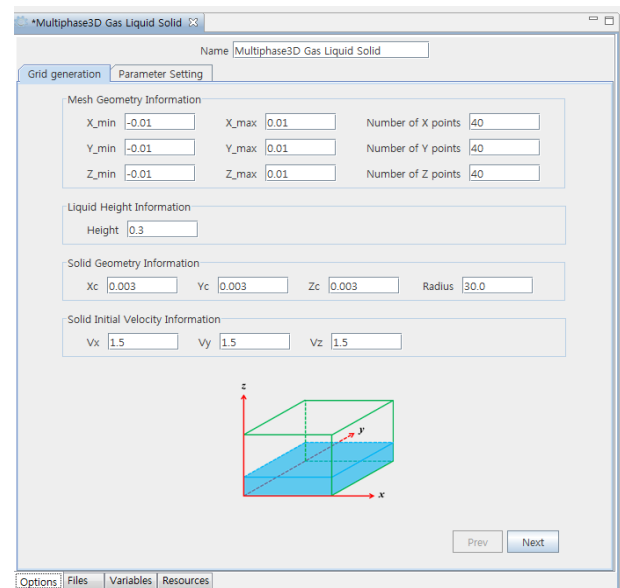 *Multiphase3D Gas Liquid Solid
Name Multiphase3D Gas Liquid Solid
Grid generation Parameter Setting
Mesh Geometry Information
X_min -0.01 X_max 0.01 Number of X points 40
Y_min -0.01 Y_max 0.01 Number of Y points 40
Z_min -0.01 Z_max 0.01 Number of Z points 40
Liquid Height Information
Height 0.3
Solid Geometry Information
Xc 0.003 Yc 0.003 Zc 0.003 Radius 30.0
Solid Initial Velocity Information
Vx 1.5 Vy 1.5 Vz 1.5
z
y
x
Prev Next
Options Files Variables Resources